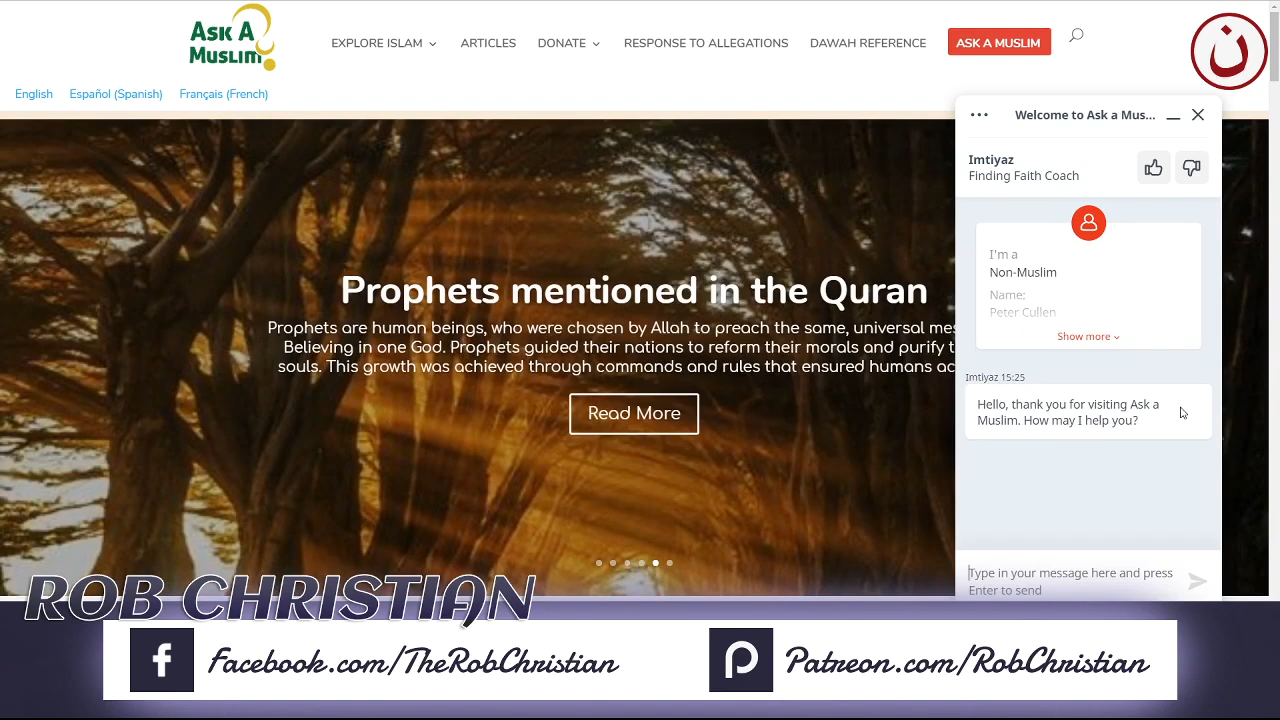 Ask A
Muslim
EXPLORE ISLAM
ARTICLES
DONATE
RESPONSE TO ALLEGATIONS
DAWAH REFERENCE
ASK A MUSLIM
ن
English
Español (Spanish)
Français (French)
Prophets mentioned in the Quran
Prophets are human beings, who were chosen by Allah to preach the same, universal mes
Believing in one God. Prophets guided their nations to reform their morals and purify t
souls. This growth was achieved through commands and rules that ensured humans ac
Read More
Welcome to Ask a Mus...
Imtiyaz
Finding Faith Coach
I'm a
Non-Muslim
Name:
Peter Cullen
Show more
Imtiyaz 15:25
Hello, thank you for visiting Ask a
Muslim. How may I help you?
Type in your message here and press
Enter to send
ROB CHRISTIAN
Facebook.com/TheRobChristian
Patreon.com/RobChristian